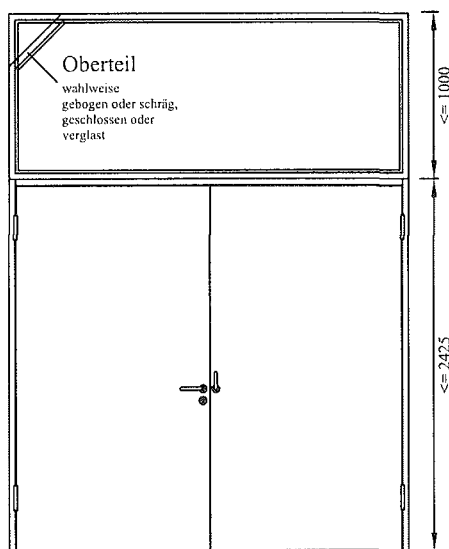 Oberteil
wahlweise
gebogen oder schräg,
geschlossen oder
verglast
<= 1000
<= 2425